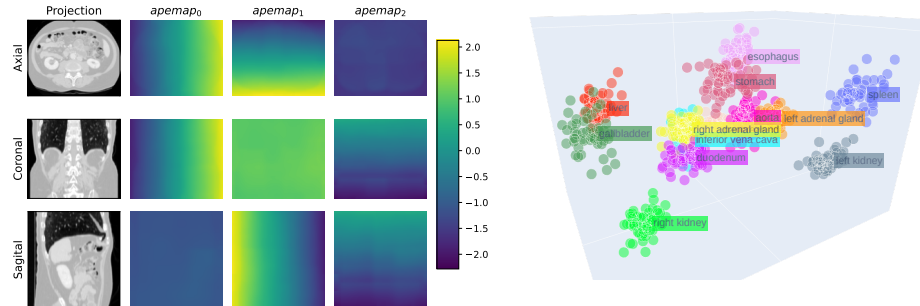 Projection apemap0 apemap1 apemap2
Axial
Coronal
Sagital
2.0
1.5
1.0
0.5
0.0
−0.5
−1.0
−1.5
−2.0
esophagus
stomach
spleen
liver
left adrenal gland
gallbladder
right adrenal gland
inferior vena cava
duodenum
left kidney
right kidney